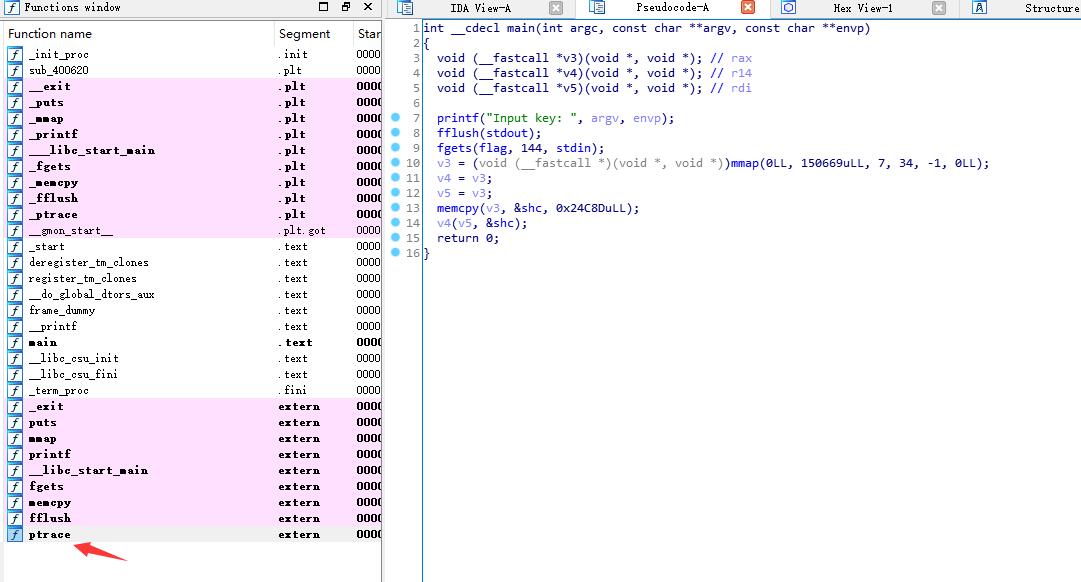 Functions window
Function name Segment Star
_init_proc .init 0000
sub_400620 .plt 0000
__exit .plt 0000
_puts .plt 0000
_mmap .plt 0000
_printf .plt 0000
___libc_start_main .plt 0000
_fgets .plt 0000
_memcpy .plt 0000
_fflush .plt 0000
_ptrace .plt 0000
__gmon_start__ .plt.got 0000
_start .text 0000
deregister_tm_clones .text 0000
register_tm_clones .text 0000
__do_global_dtors_aux .text 0000
frame_dummy .text 0000
__printf .text 0000
main .text 0000
__libc_csu_init .text 0000
__libc_csu_fini .text 0000
_term_proc .fini 0000
_exit extern 0000
puts extern 0000
mmap extern 0000
printf extern 0000
__libc_start_main extern 0000
fgets extern 0000
memcpy extern 0000
fflush extern 0000
ptrace extern 0000
IDA View-A Pseudocode-A Hex View-1 Structure
1 int __cdecl main(int argc, const char **argv, const char **envp)
2 {
3 void (__fastcall *v3)(void *, void *); // rax
4 void (__fastcall *v4)(void *, void *); // r14
5 void (__fastcall *v5)(void *, void *); // rdi
6
7 printf("Input key: ", argv, envp);
8 fflush(stdout);
9 fgets(flag, 144, stdin);
10 v3 = (void (__fastcall *)(void *, void *))mmap(0LL, 150669uLL, 7, 34, -1, 0LL);
11 v4 = v3;
12 v5 = v3;
13 memcpy(v3, &shc, 0x24C8DuLL);
14 v4(v5, &shc);
15 return 0;
16 }